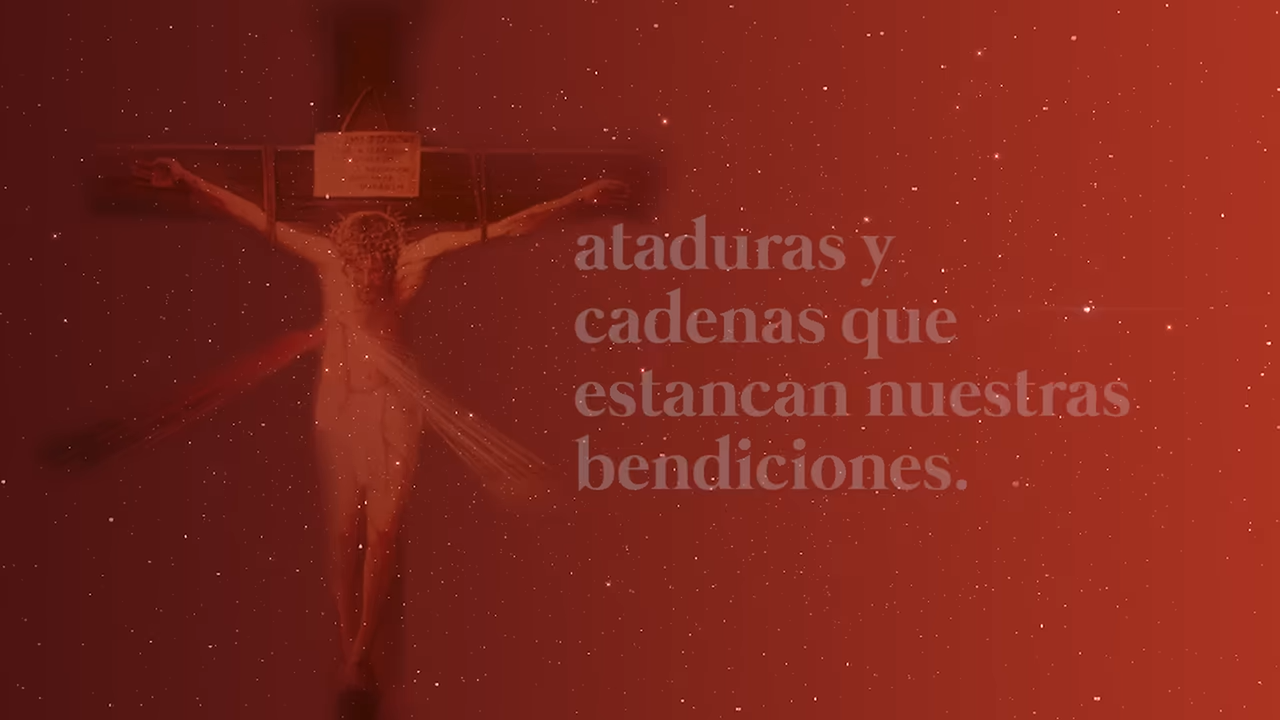 ataduras y
cadenas que
estancan nuestras
bendiciones.